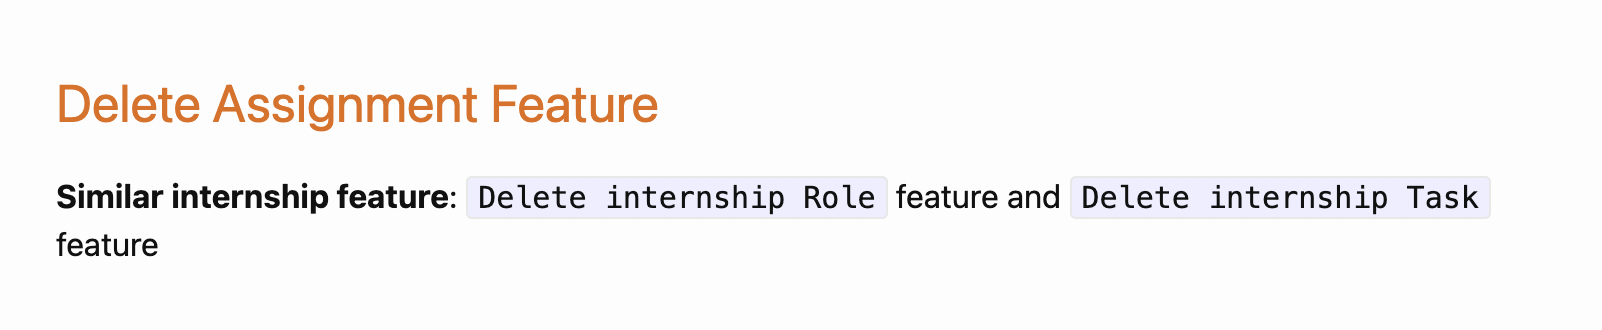 Delete Assignment Feature
Similar internship feature: Delete internship Role feature and Delete internship Task
feature